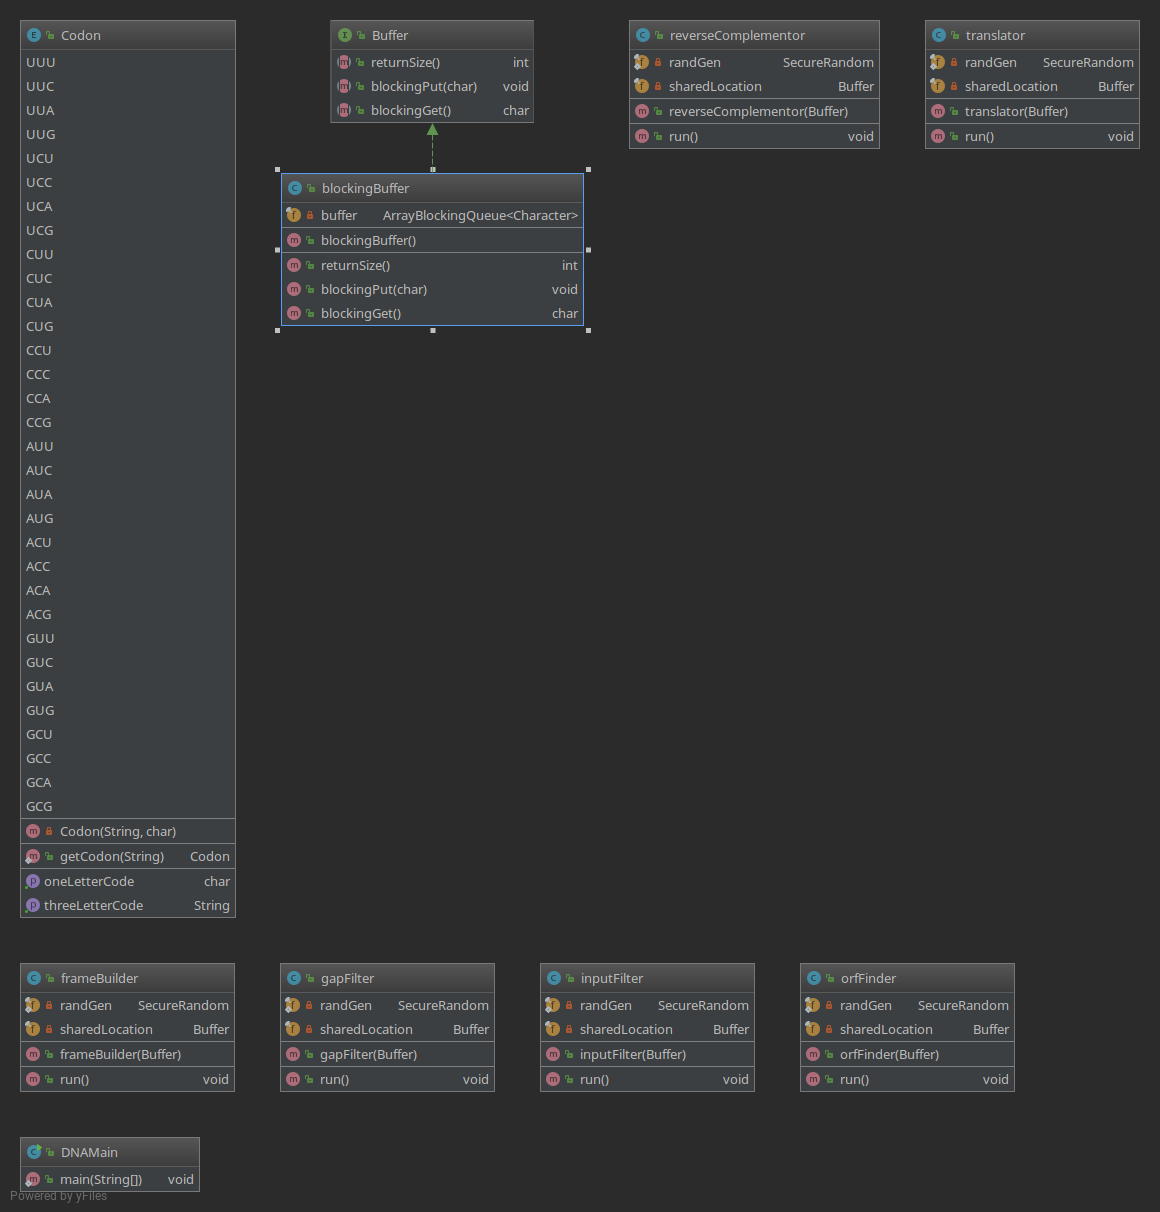 Codon
UUU
UUC
UUA
UUG
UCU
UCC
UCA
UCG
CUU
CUC
CUA
CUG
CCU
CCC
CCA
CCG
AUU
AUC
AUA
AUG
ACU
ACC
ACA
ACG
GUU
GUC
GUA
GUG
GCU
GCC
GCA
GCG
Codon(String, char)
getCodon(String) Codon
oneLetterCode char
threeLetterCode String
Buffer
returnSize() int
blockingPut(char) void
blockingGet() char
blockingBuffer
buffer ArrayBlockingQueue<Character>
blockingBuffer()
returnSize() int
blockingPut(char) void
blockingGet() char
reverseComplementor
randGen SecureRandom
sharedLocation Buffer
reverseComplementor(Buffer)
run() void
translator
randGen SecureRandom
sharedLocation Buffer
translator(Buffer)
run() void
frameBuilder
randGen SecureRandom
sharedLocation Buffer
frameBuilder(Buffer)
run() void
gapFilter
randGen SecureRandom
sharedLocation Buffer
gapFilter(Buffer)
run() void
inputFilter
randGen SecureRandom
sharedLocation Buffer
inputFilter(Buffer)
run() void
orfFinder
randGen SecureRandom
sharedLocation Buffer
orfFinder(Buffer)
run() void
DNAMain
main(String[]) void
Powered by yFiles